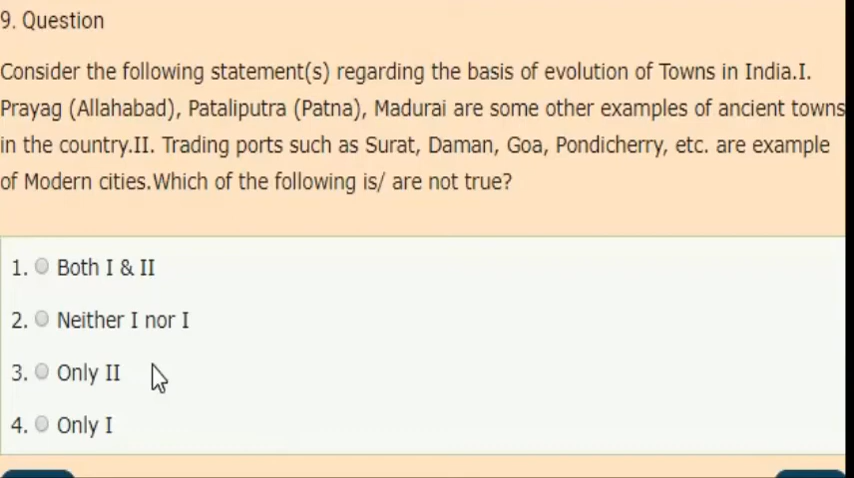 9. Question
Consider the following statement(s) regarding the basis of evolution of Towns in India.I.
Prayag (Allahabad), Pataliputra (Patna), Madurai are some other examples of ancient towns
in the country.II. Trading ports such as Surat, Daman, Goa, Pondicherry, etc. are example
of Modern cities.Which of the following is/ are not true?
1. Both I & II
2. Neither I nor I
3. Only II
4. Only I